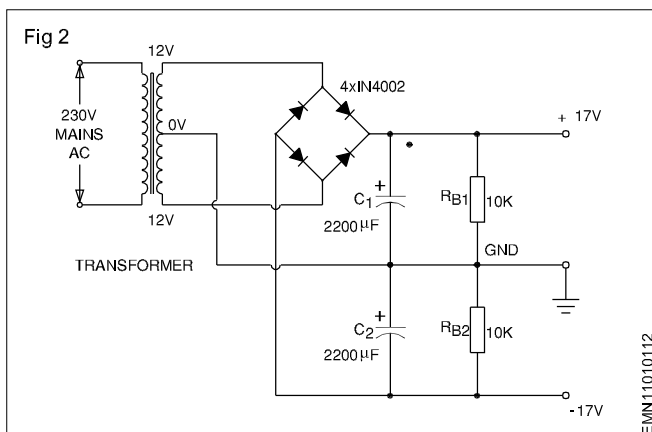 Fig 2
12V
4xIN4002
+ 17V
230V
MAINS
AC
0V
+
C1
2200µF
RB1
10K
12V
GND
TRANSFORMER
+
C2
2200µF
RB2
10K
-17V
EMN11010112